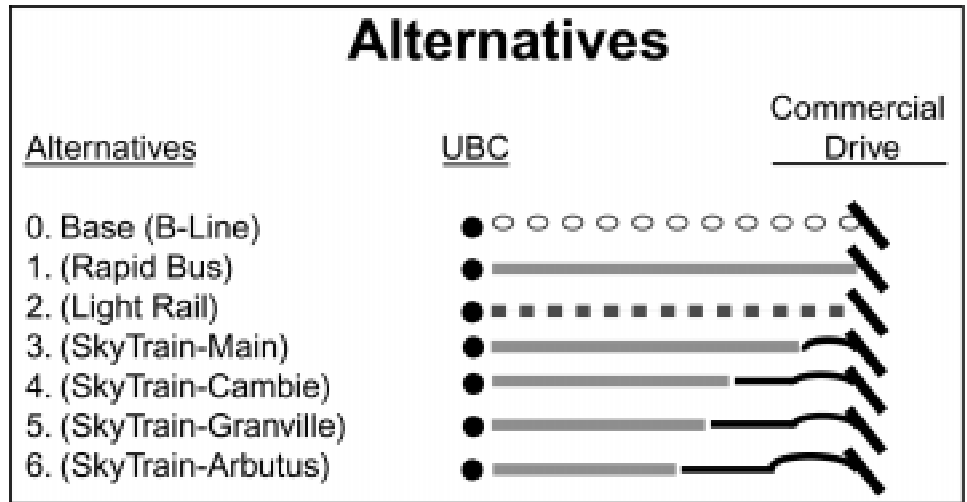 Alternatives
Commercial
Alternatives UBC Drive
0. Base (B-Line)
1. (Rapid Bus)
2. (Light Rail)
3. (SkyTrain-Main)
4. (SkyTrain-Cambie)
5. (SkyTrain-Granville)
6. (SkyTrain-Arbutus)